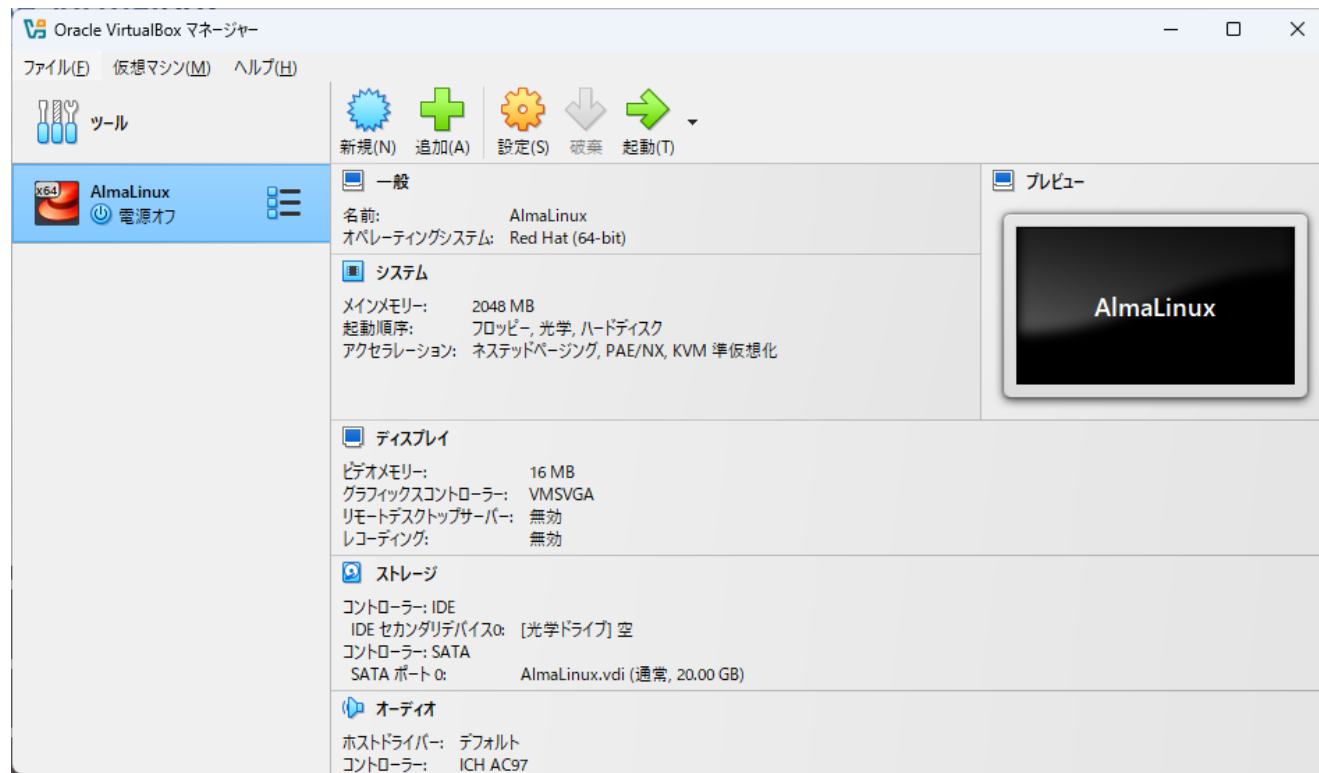 Oracle VirtualBox マネージャー
ファイル(F) 仮想マシン(M) ヘルプ(H)
ツール
新規(N) 追加(A) 設定(S) 破棄 起動(T)
x64
AlmaLinux
電源オフ
一般
名前: AlmaLinux
オペレーティングシステム: Red Hat (64-bit)
プレビュー
AlmaLinux
システム
メインメモリー: 2048 MB
起動順序: フロッピー, 光学, ハードディスク
アクセラレーション: ネステッドページング, PAE/NX, KVM 準仮想化
ディスプレイ
ビデオメモリー: 16 MB
グラフィックスコントローラー: VMSVGA
リモートデスクトップサーバー: 無効
レコーディング: 無効
ストレージ
コントローラー: IDE
IDE セカンダリデバイス0: [光学ドライブ] 空
コントローラー: SATA
SATA ポート 0: AlmaLinux.vdi (通常, 20.00 GB)
オーディオ
ホストドライバー: デフォルト
コントローラー: ICH AC97